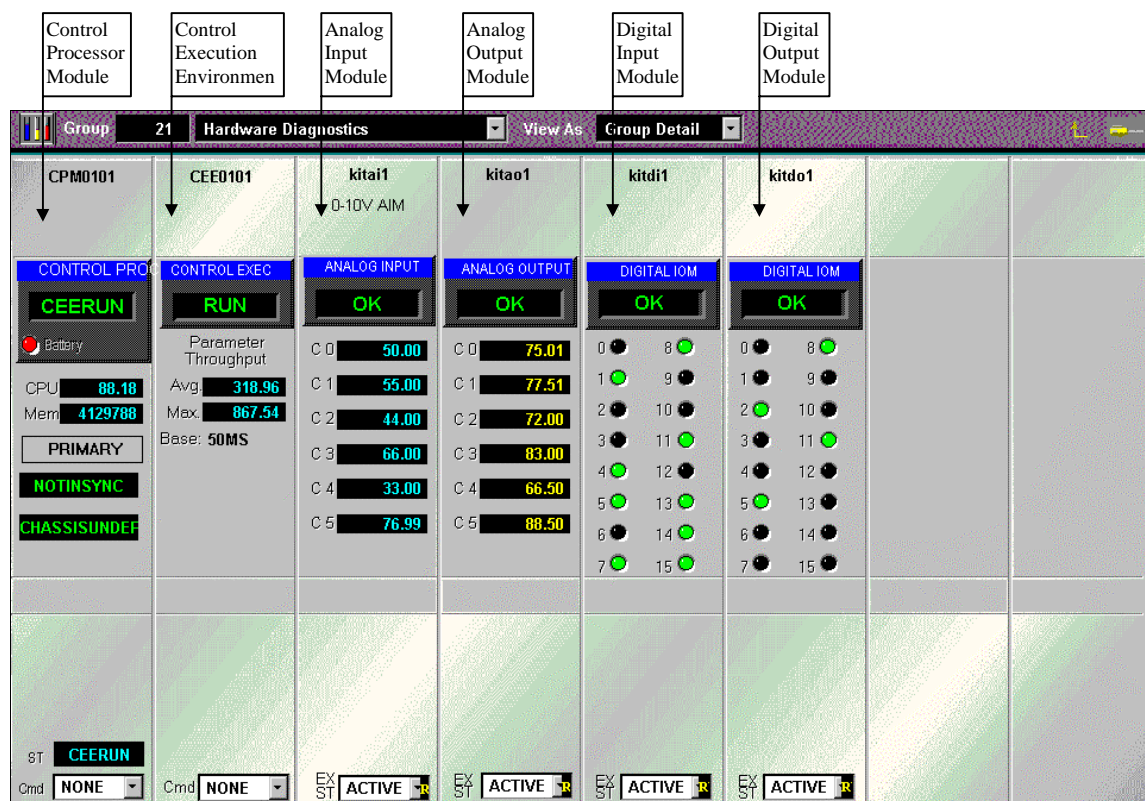 Control Processor Module
Control Execution Environmen
Analog Input Module
Analog Output Module
Digital Input Module
Digital Output Module
Group 21 Hardware Diagnostics View As Group Detail
CPM0101
CONTROL PROC
CEERUN
Battery
CPU 88.18
Mem 4129788
PRIMARY
NOTINSYNC
CHASSISUNDEF
ST CEERUN
Cmd NONE
CEE0101
CONTROL EXEC
RUN
Parameter
Throughput
Avg. 318.96
Max. 867.54
Base: 50MS
Cmd NONE
kitai1
0-10V AIM
ANALOG INPUT
OK
C 0 50.00
C 1 55.00
C 2 44.00
C 3 66.00
C 4 33.00
C 5 76.99
EX ST ACTIVE R
kitao1
ANALOG OUTPUT
OK
C 0 75.01
C 1 77.51
C 2 72.00
C 3 83.00
C 4 66.50
C 5 88.50
EX ST ACTIVE R
kitdi1
DIGITAL IOM
OK
0 8
1 9
2 10
3 11
4 12
5 13
6 14
7 15
EX ST ACTIVE R
kitdo1
DIGITAL IOM
OK
0 8
1 9
2 10
3 11
4 12
5 13
6 14
7 15
EX ST ACTIVE R